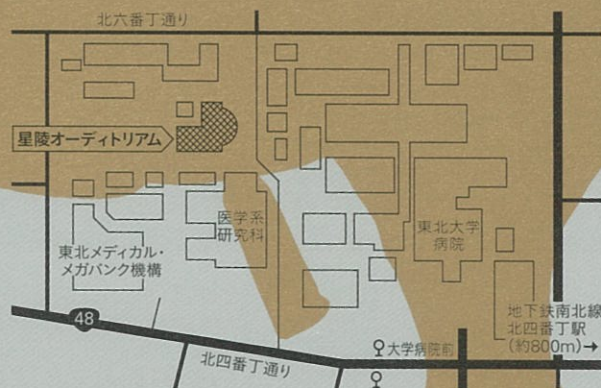 北六番丁通り
星陵オーディトリアム
医学系
研究科
東北大学
病院
東北メディカル・
メガバンク機構
48
地下鉄南北線
北四番丁駅
(約800m)→
大学病院前
北四番丁通り